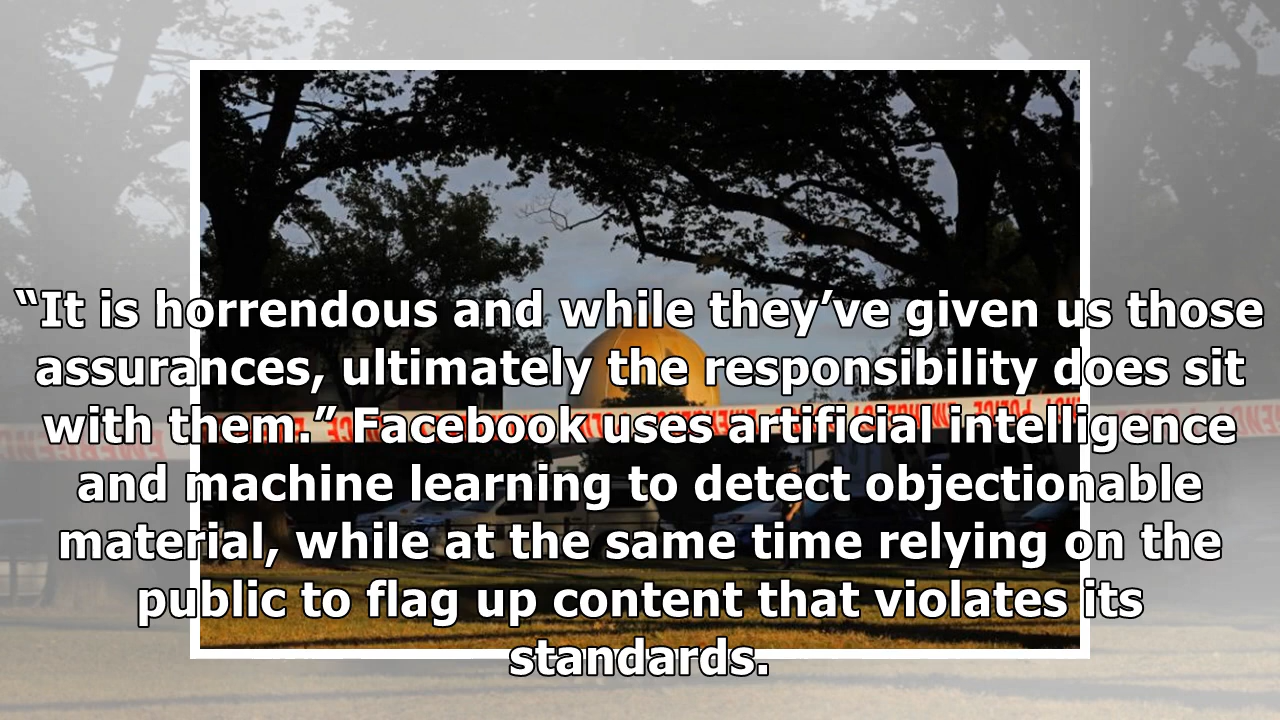 “It is horrendous and while they’ve given us those
assurances, ultimately the responsibility does sit
with them.” Facebook uses artificial intelligence
and machine learning to detect objectionable
material, while at the same time relying on the
public to flag up content that violates its
standards.